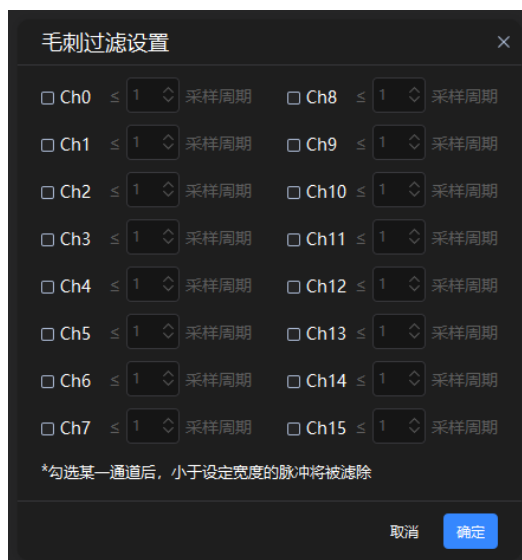 毛刺过滤设置
Ch0 ≤ 1 采样周期 Ch8 ≤ 1 采样周期
Ch1 ≤ 1 采样周期 Ch9 ≤ 1 采样周期
Ch2 ≤ 1 采样周期 Ch10 ≤ 1 采样周期
Ch3 ≤ 1 采样周期 Ch11 ≤ 1 采样周期
Ch4 ≤ 1 采样周期 Ch12 ≤ 1 采样周期
Ch5 ≤ 1 采样周期 Ch13 ≤ 1 采样周期
Ch6 ≤ 1 采样周期 Ch14 ≤ 1 采样周期
Ch7 ≤ 1 采样周期 Ch15 ≤ 1 采样周期
*勾选某一通道后，小于设定宽度的脉冲将被滤除
取消 确定